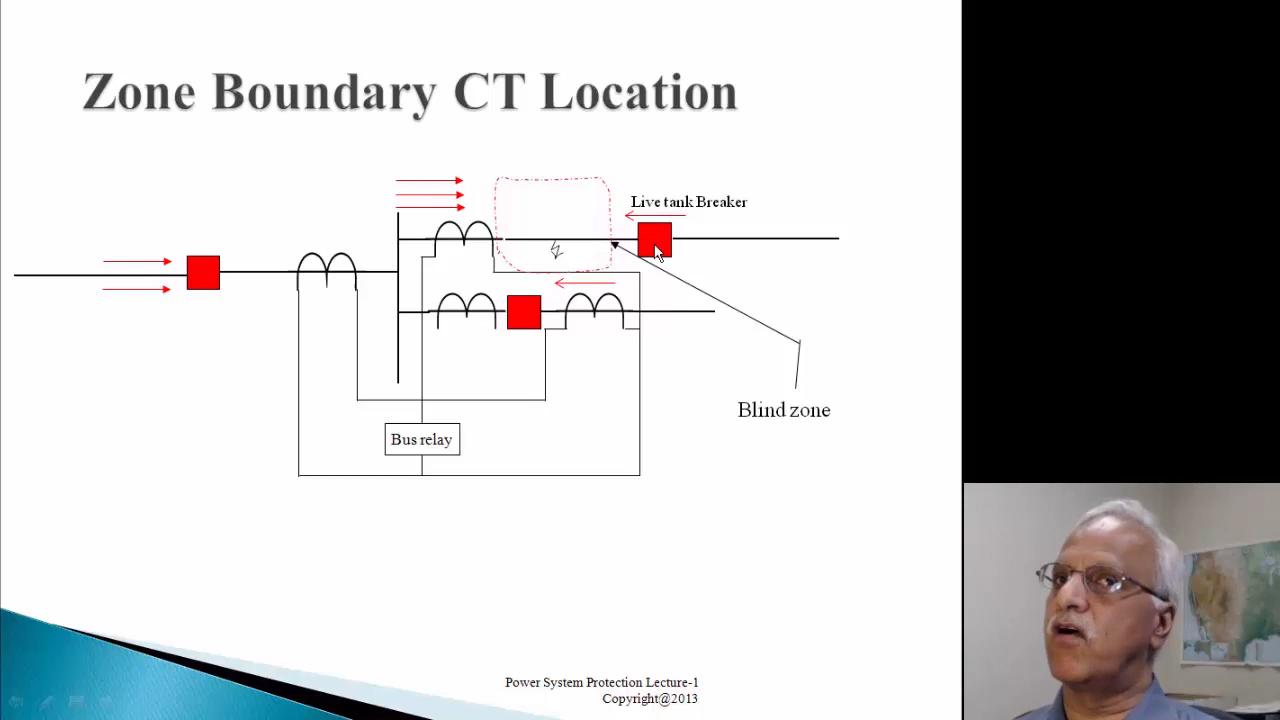 Zone Boundary CT Location
Live tank Breaker
Blind zone
Bus relay
Power System Protection Lecture-1
Copyright@2013